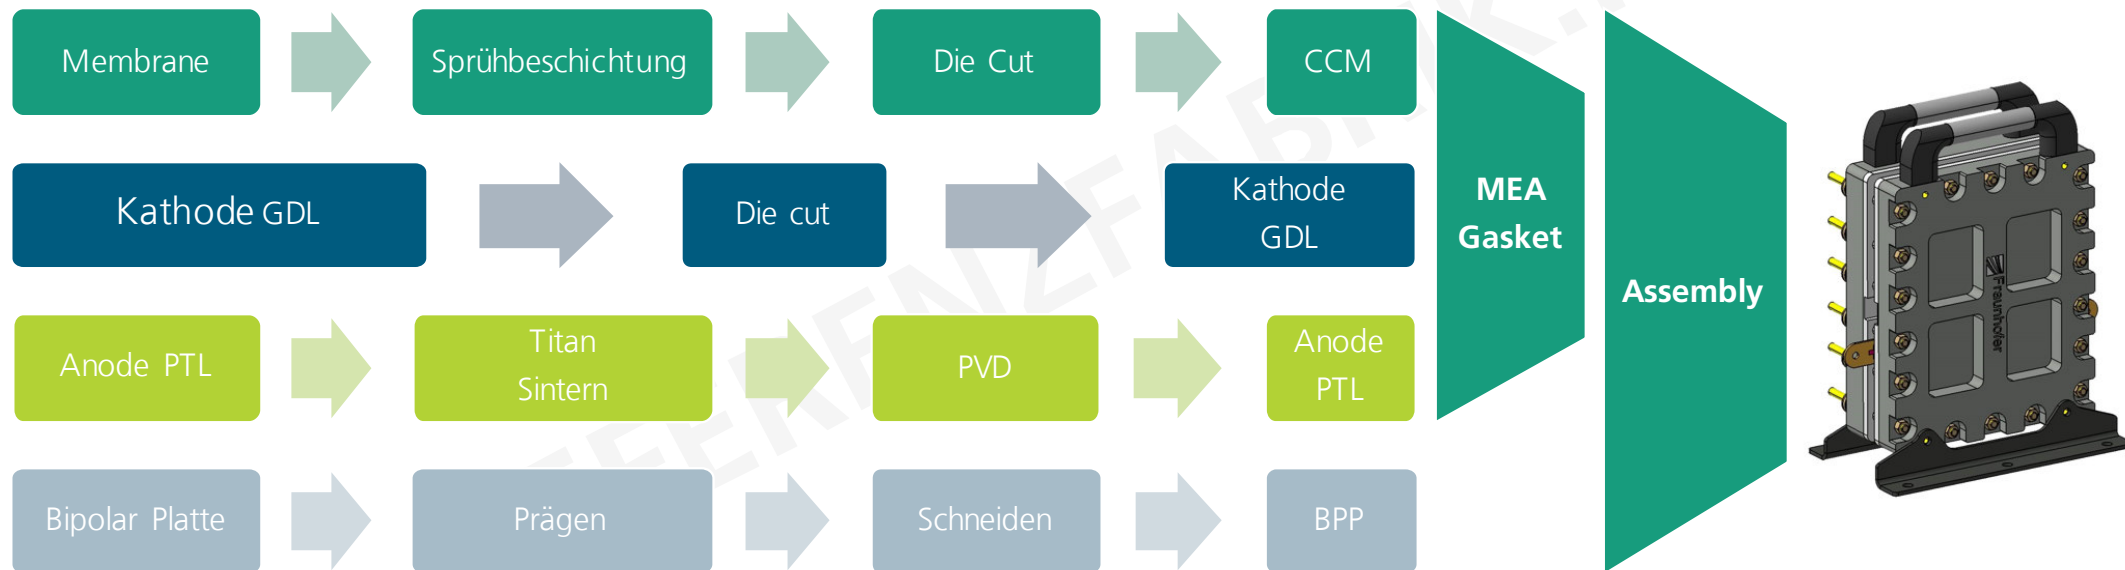 Membrane
Sprühbeschichtung
Die Cut
CCM
Kathode GDL
Die cut
Kathode
GDL
MEA
Gasket
Anode PTL
Titan
Sintern
PVD
Anode
PTL
Bipolar Platte
Prägen
Schneiden
BPP
Assembly
Fraunhofer